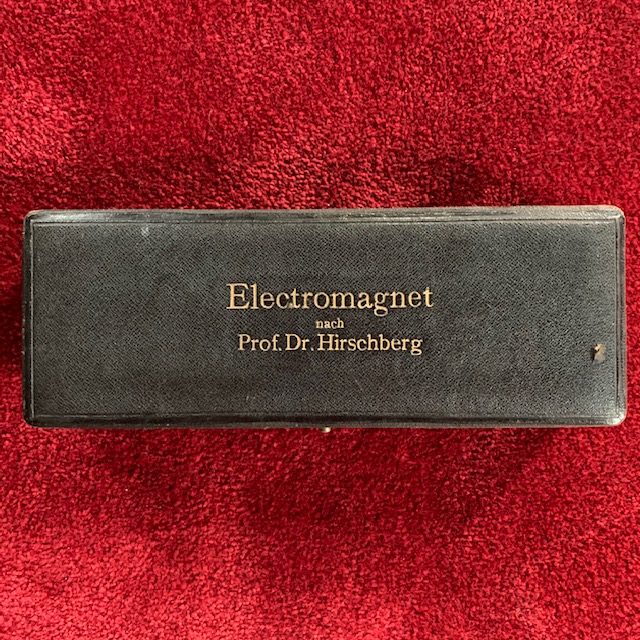 Electromagnet
nach
Prof. Dr. Hirschberg